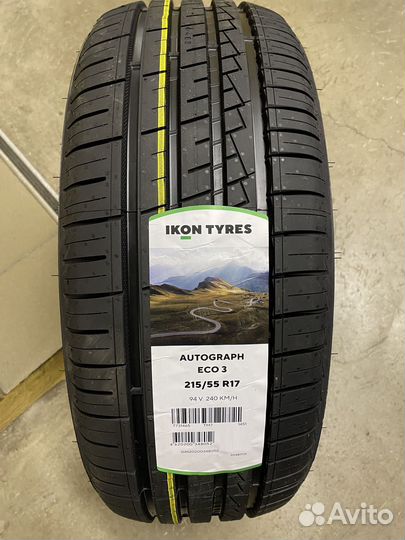 IKON TYRES
AUTOGRAPH
ECO 3
215/55 R17
94 V 240 KM/H
Avito